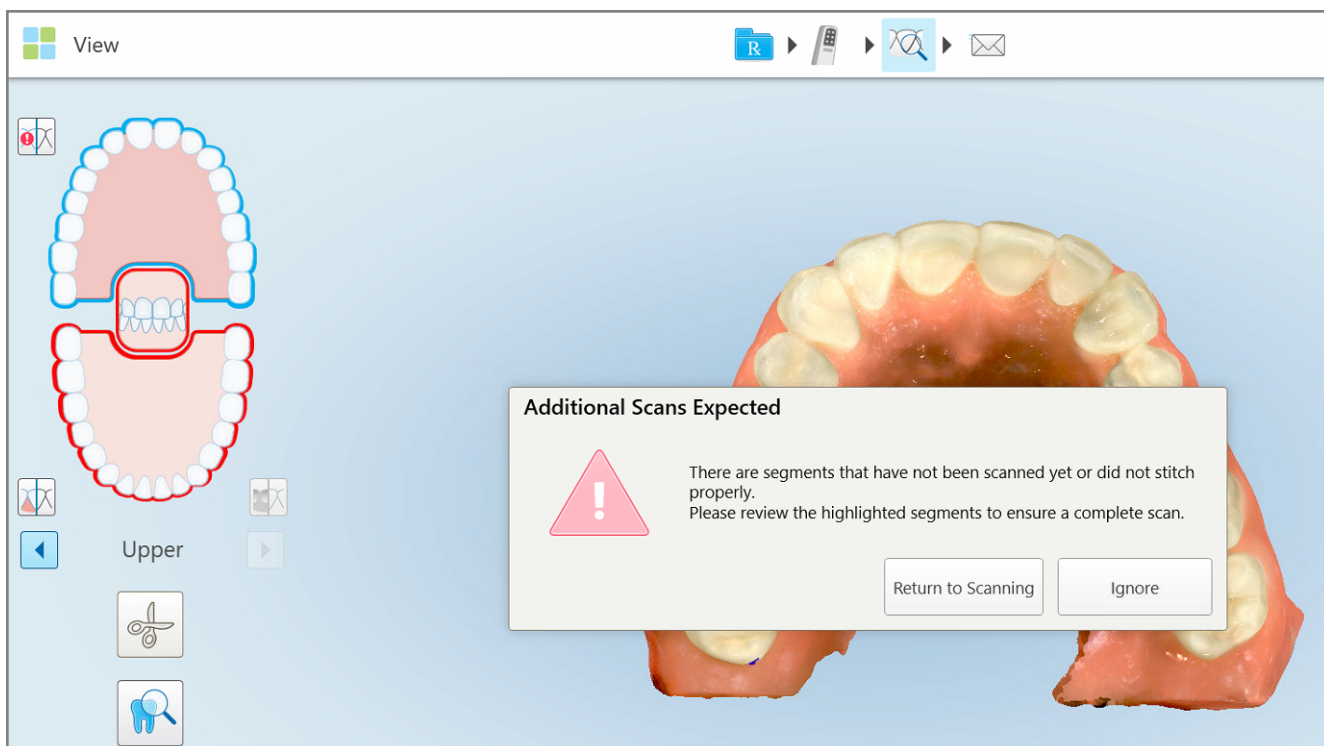 View
R
Additional Scans Expected
There are segments that have not been scanned yet or did not stitch
properly.
Please review the highlighted segments to ensure a complete scan.
Return to Scanning
Ignore
Upper